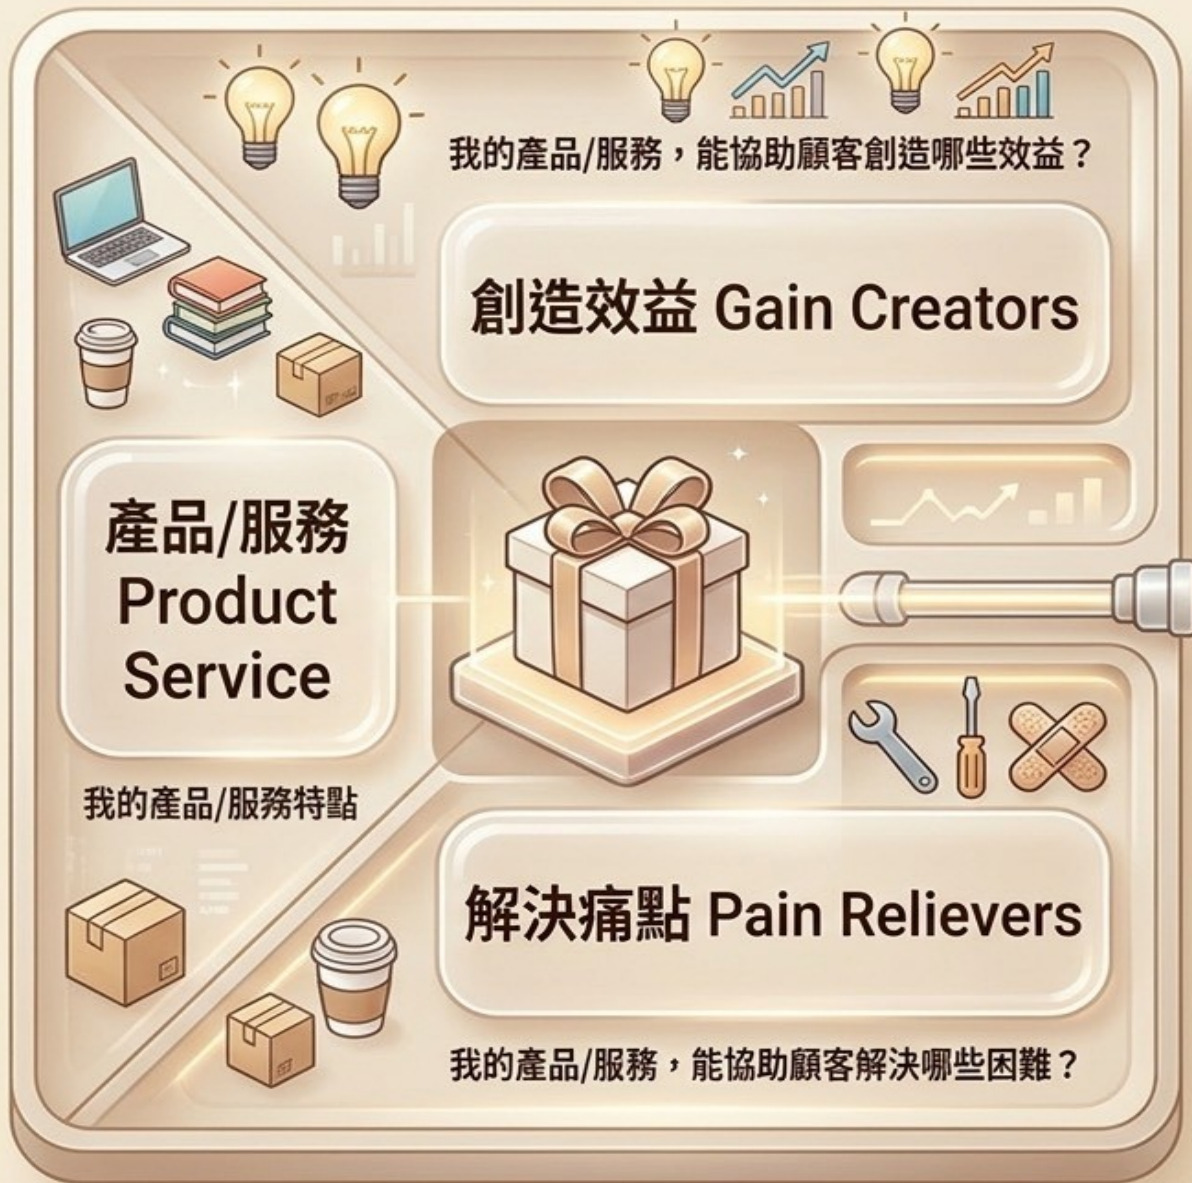 我的產品/服務，能協助顧客創造哪些效益？
創造效益 Gain Creators
產品/服務
Product
Service
我的產品/服務特點
解決痛點 Pain Relievers
我的產品/服務，能協助顧客解決哪些困難？